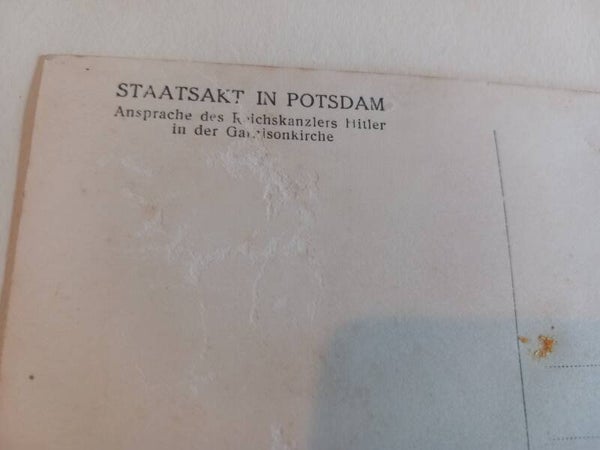 STAATSAKT IN POTSDAM
Ansprache des Reichskanzlers Hitler
in der Garnisonkirche